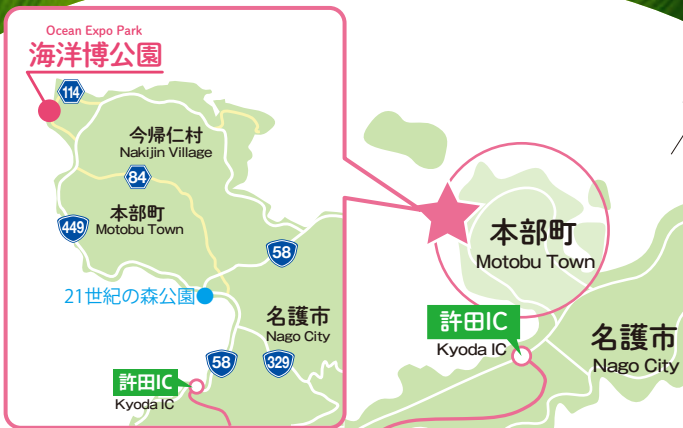 Ocean Expo Park
海洋博公園
114
今帰仁村
Nakijin Village
84
本部町
Motobu Town
449
58
21世紀の森公園
名護市
Nago City
58
329
許田IC
Kyoda IC
本部町
Motobu Town
許田IC
Kyoda IC
名護市
Nago City